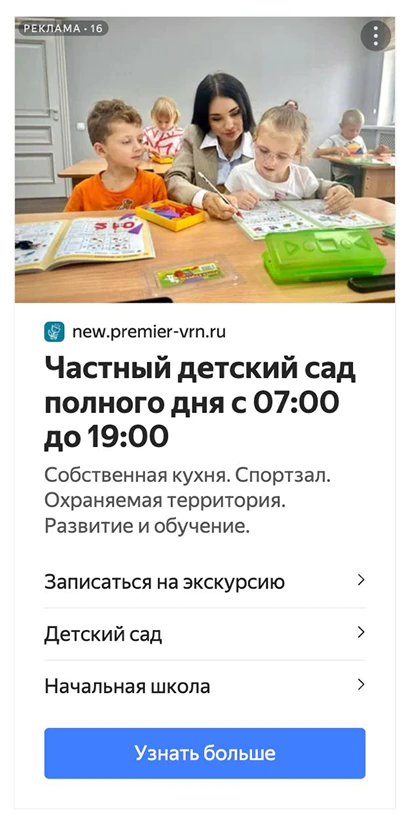 РЕКЛАМА • 16
new.premier-vrn.ru
Частный детский сад
полного дня с 07:00
до 19:00
Собственная кухня. Спортзал.
Охраняемая территория.
Развитие и обучение.
Записаться на экскурсию
Детский сад
Начальная школа
Узнать больше